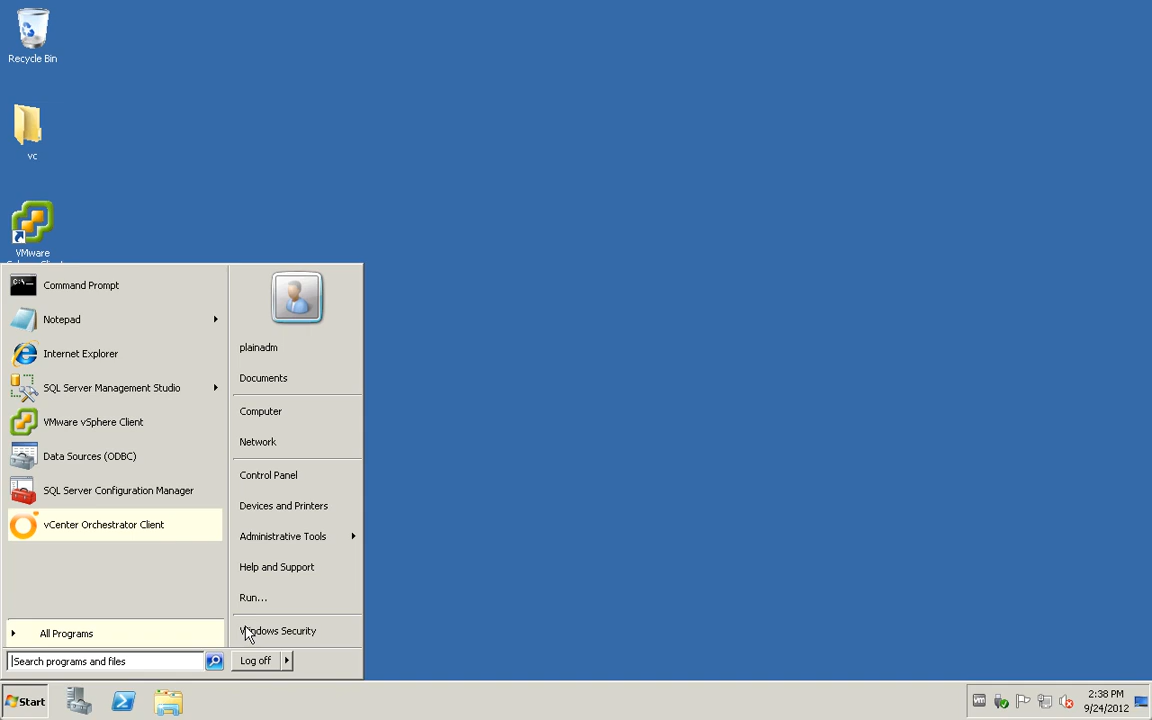 Recycle Bin
vc
VMware
Command Prompt
Notepad
Internet Explorer
SQL Server Management Studio
VMware vSphere Client
Data Sources (ODBC)
SQL Server Configuration Manager
vCenter Orchestrator Client
All Programs
Search programs and files
plainadm
Documents
Computer
Network
Control Panel
Devices and Printers
Administrative Tools
Help and Support
Run...
Windows Security
Log off
Start
2:38 PM
9/24/2012